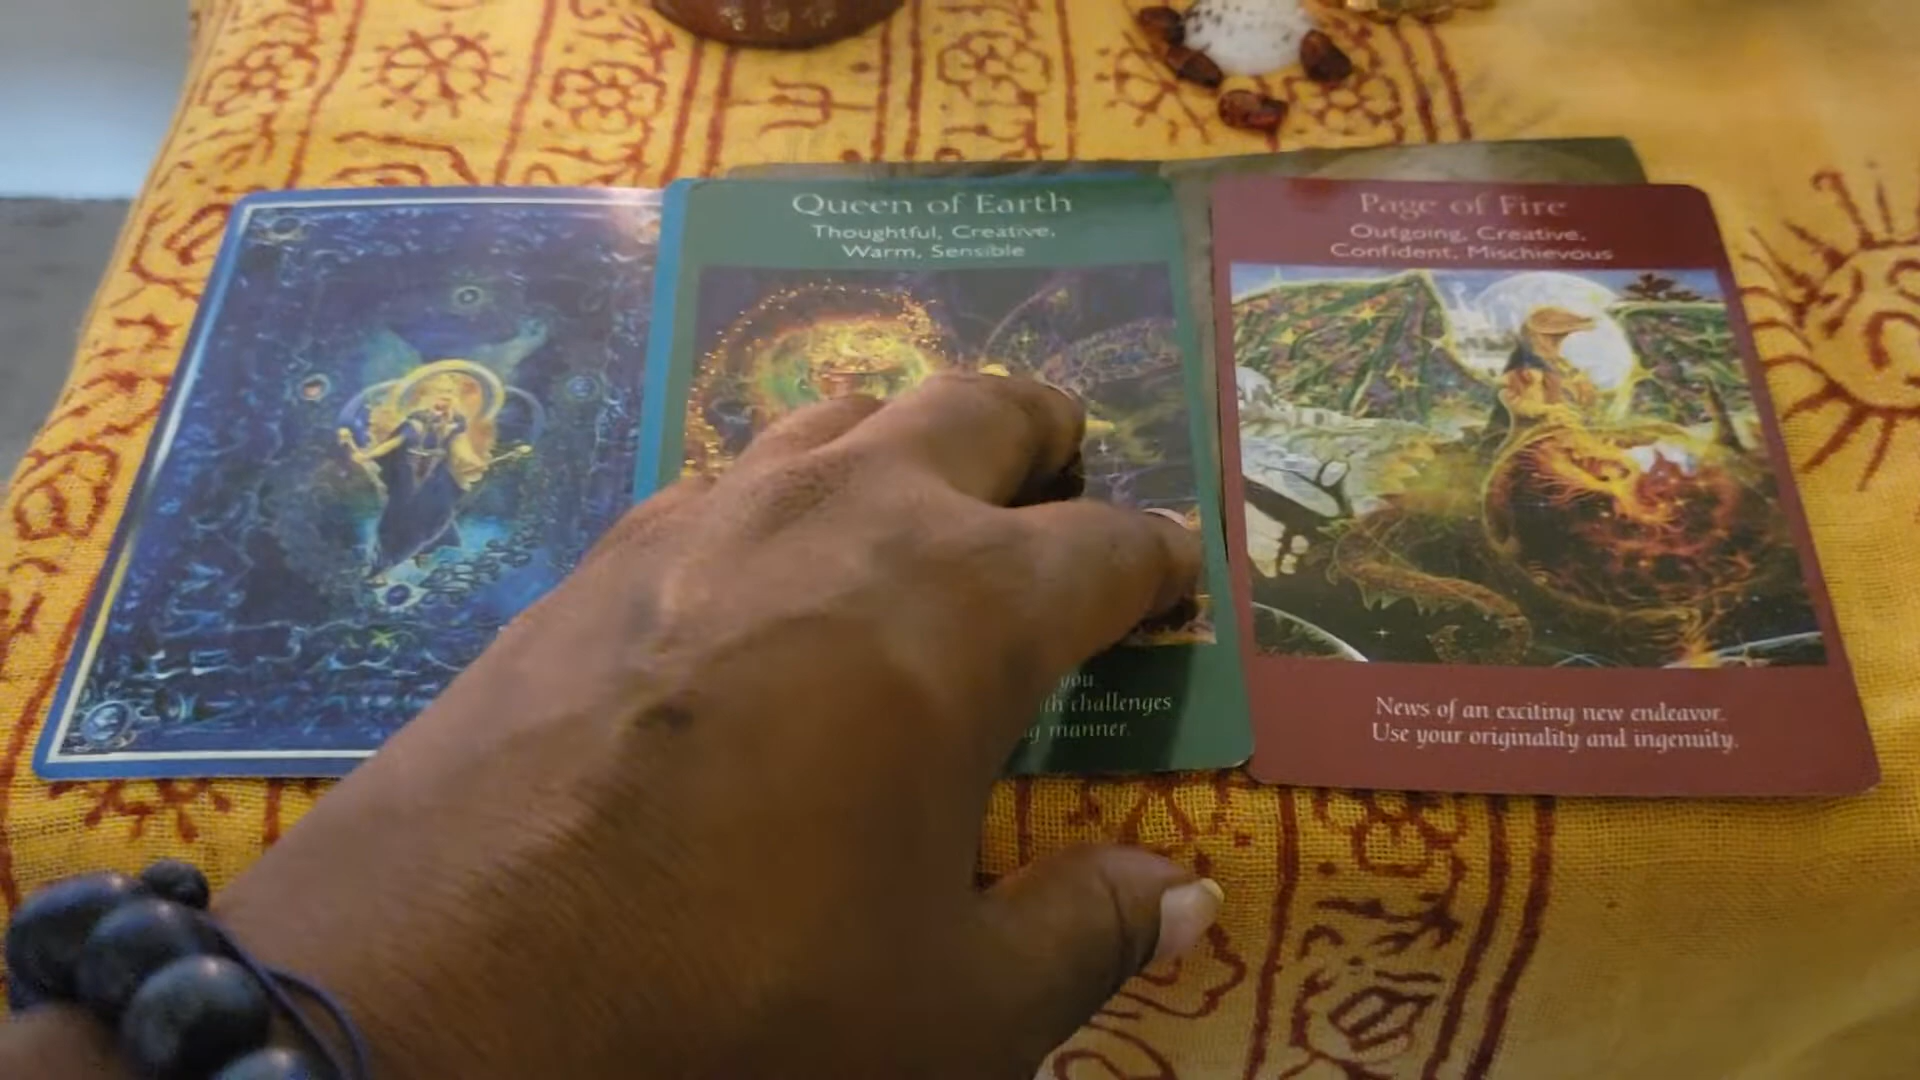 Queen of Earth
Thoughtful, Creative,
Warm, Sensible
you
challenges
manner.
Page of Fire
Outgoing, Creative,
Confident, Mischievous
News of an exciting new endeavor.
Use your originality and ingenuity.